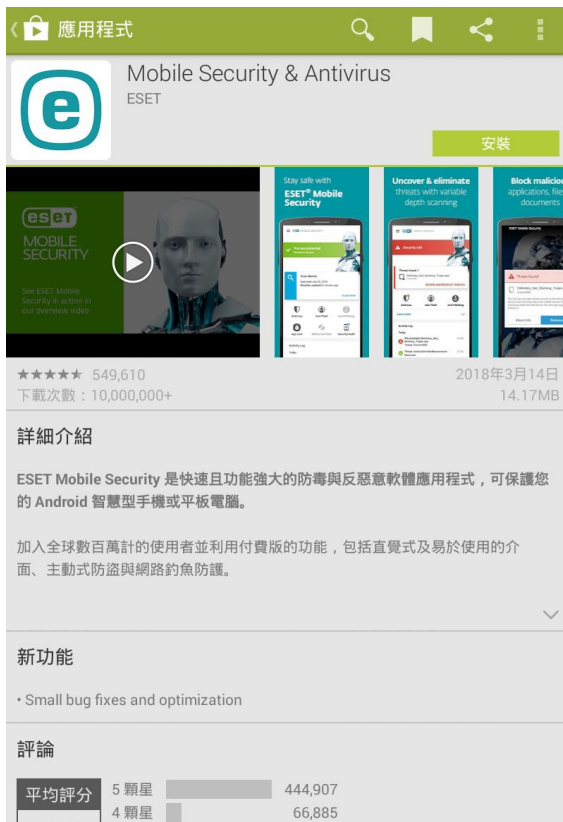 應用程式
Mobile Security & Antivirus
ESET
安裝
eset
MOBILE
SECURITY
See ESET Mobile
Security in action in
our overview video
Stay safe with
ESET® Mobile
Security
Uncover & eliminate
threats with variable
depth scanning
Block malicious
applications, files
documents
549,610
2018年3月14日
下載次數：10,000,000+
14.17MB
詳細介紹
ESET Mobile Security 是快速且功能強大的防毒與反惡意軟體應用程式，可保護您
的 Android 智慧型手機或平板電腦。
加入全球數百萬計的使用者並利用付費版的功能，包括直覺式及易於使用的介
面、主動式防盜與網路釣魚防護。
新功能
• Small bug fixes and optimization
評論
平均評分
5 顆星 444,907
4 顆星 66,885